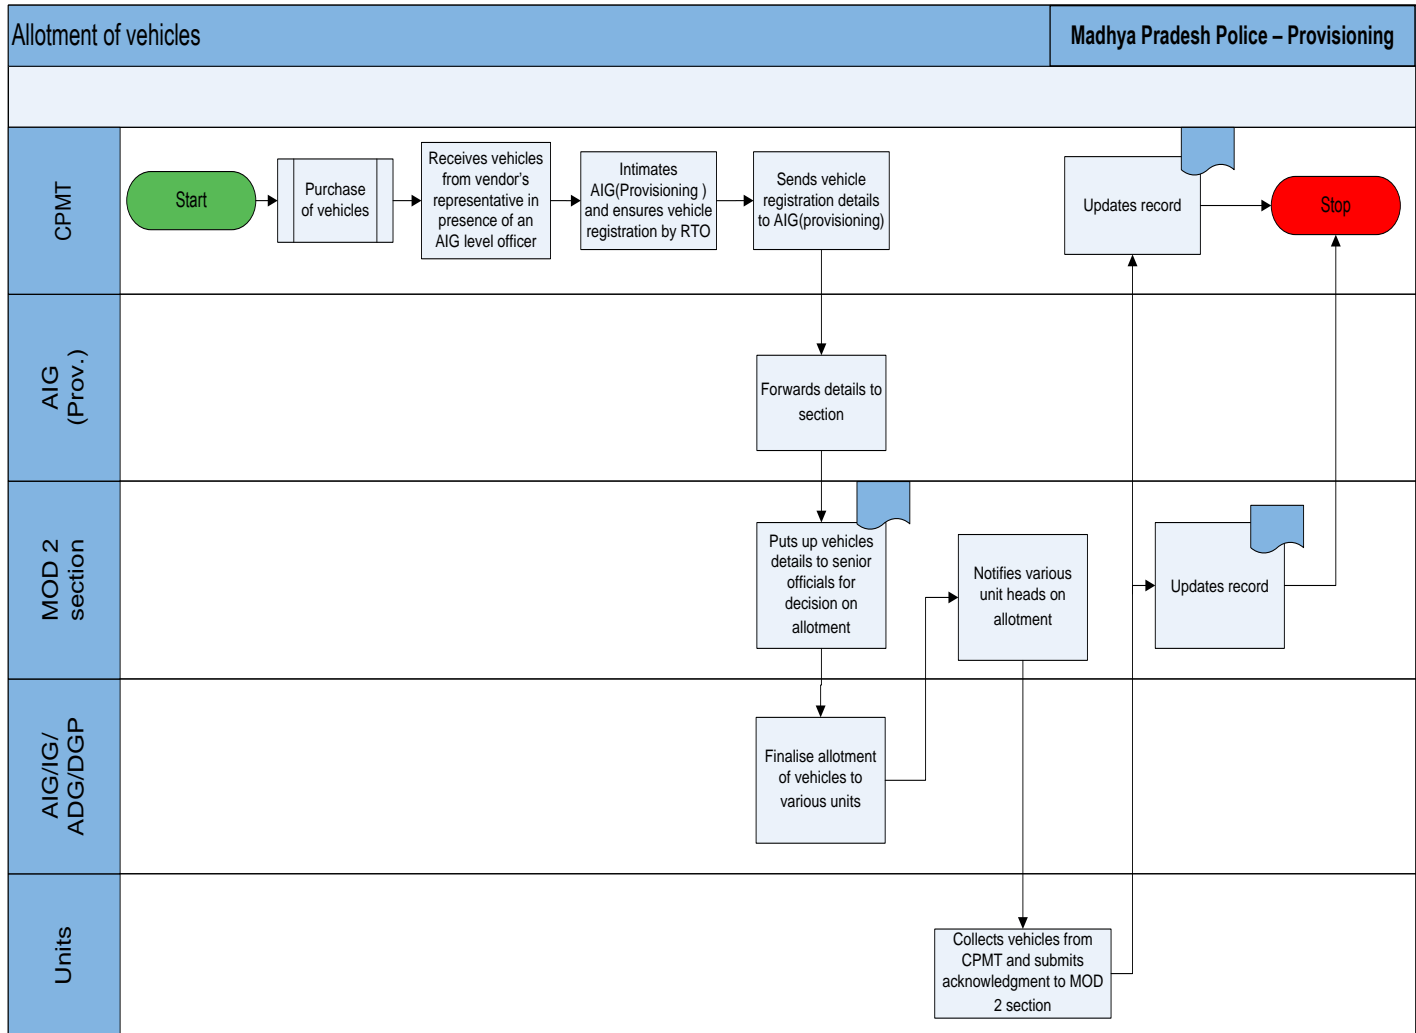 Allotment of vehicles
Madhya Pradesh Police – Provisioning
CPMT
Start
Purchase
of vehicles
Receives vehicles
from vendor's
representative in
presence of an
AIG level officer
Intimates
AIG(Provisioning )
and ensures vehicle
registration by RTO
Sends vehicle
registration details
to AIG(provisioning)
Updates record
Stop
AIG
(Prov.)
Forwards details to
section
MOD 2
section
Puts up vehicles
details to senior
officials for
decision on
allotment
Notifies various
unit heads on
allotment
Updates record
AIG/IG/
ADG/DGP
Finalise allotment
of vehicles to
various units
Units
Collects vehicles from
CPMT and submits
acknowledgment to MOD
2 section